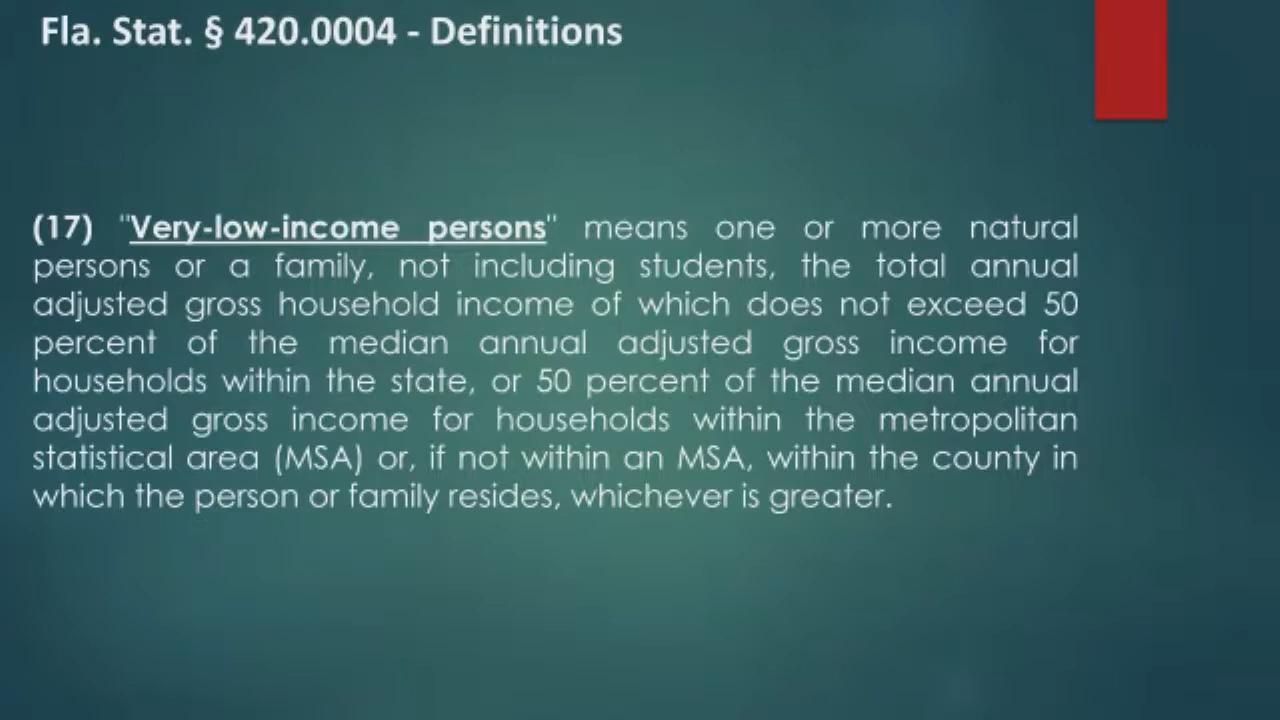 Fla. Stat. § 420.0004 - Definitions
(17) "Very-low-income persons" means one or more natural
persons or a family, not including students, the total annual
adjusted gross household income of which does not exceed 50
percent of the median annual adjusted gross income for
households within the state, or 50 percent of the median annual
adjusted gross income for households within the metropolitan
statistical area (MSA) or, if not within an MSA, within the county in
which the person or family resides, whichever is greater.